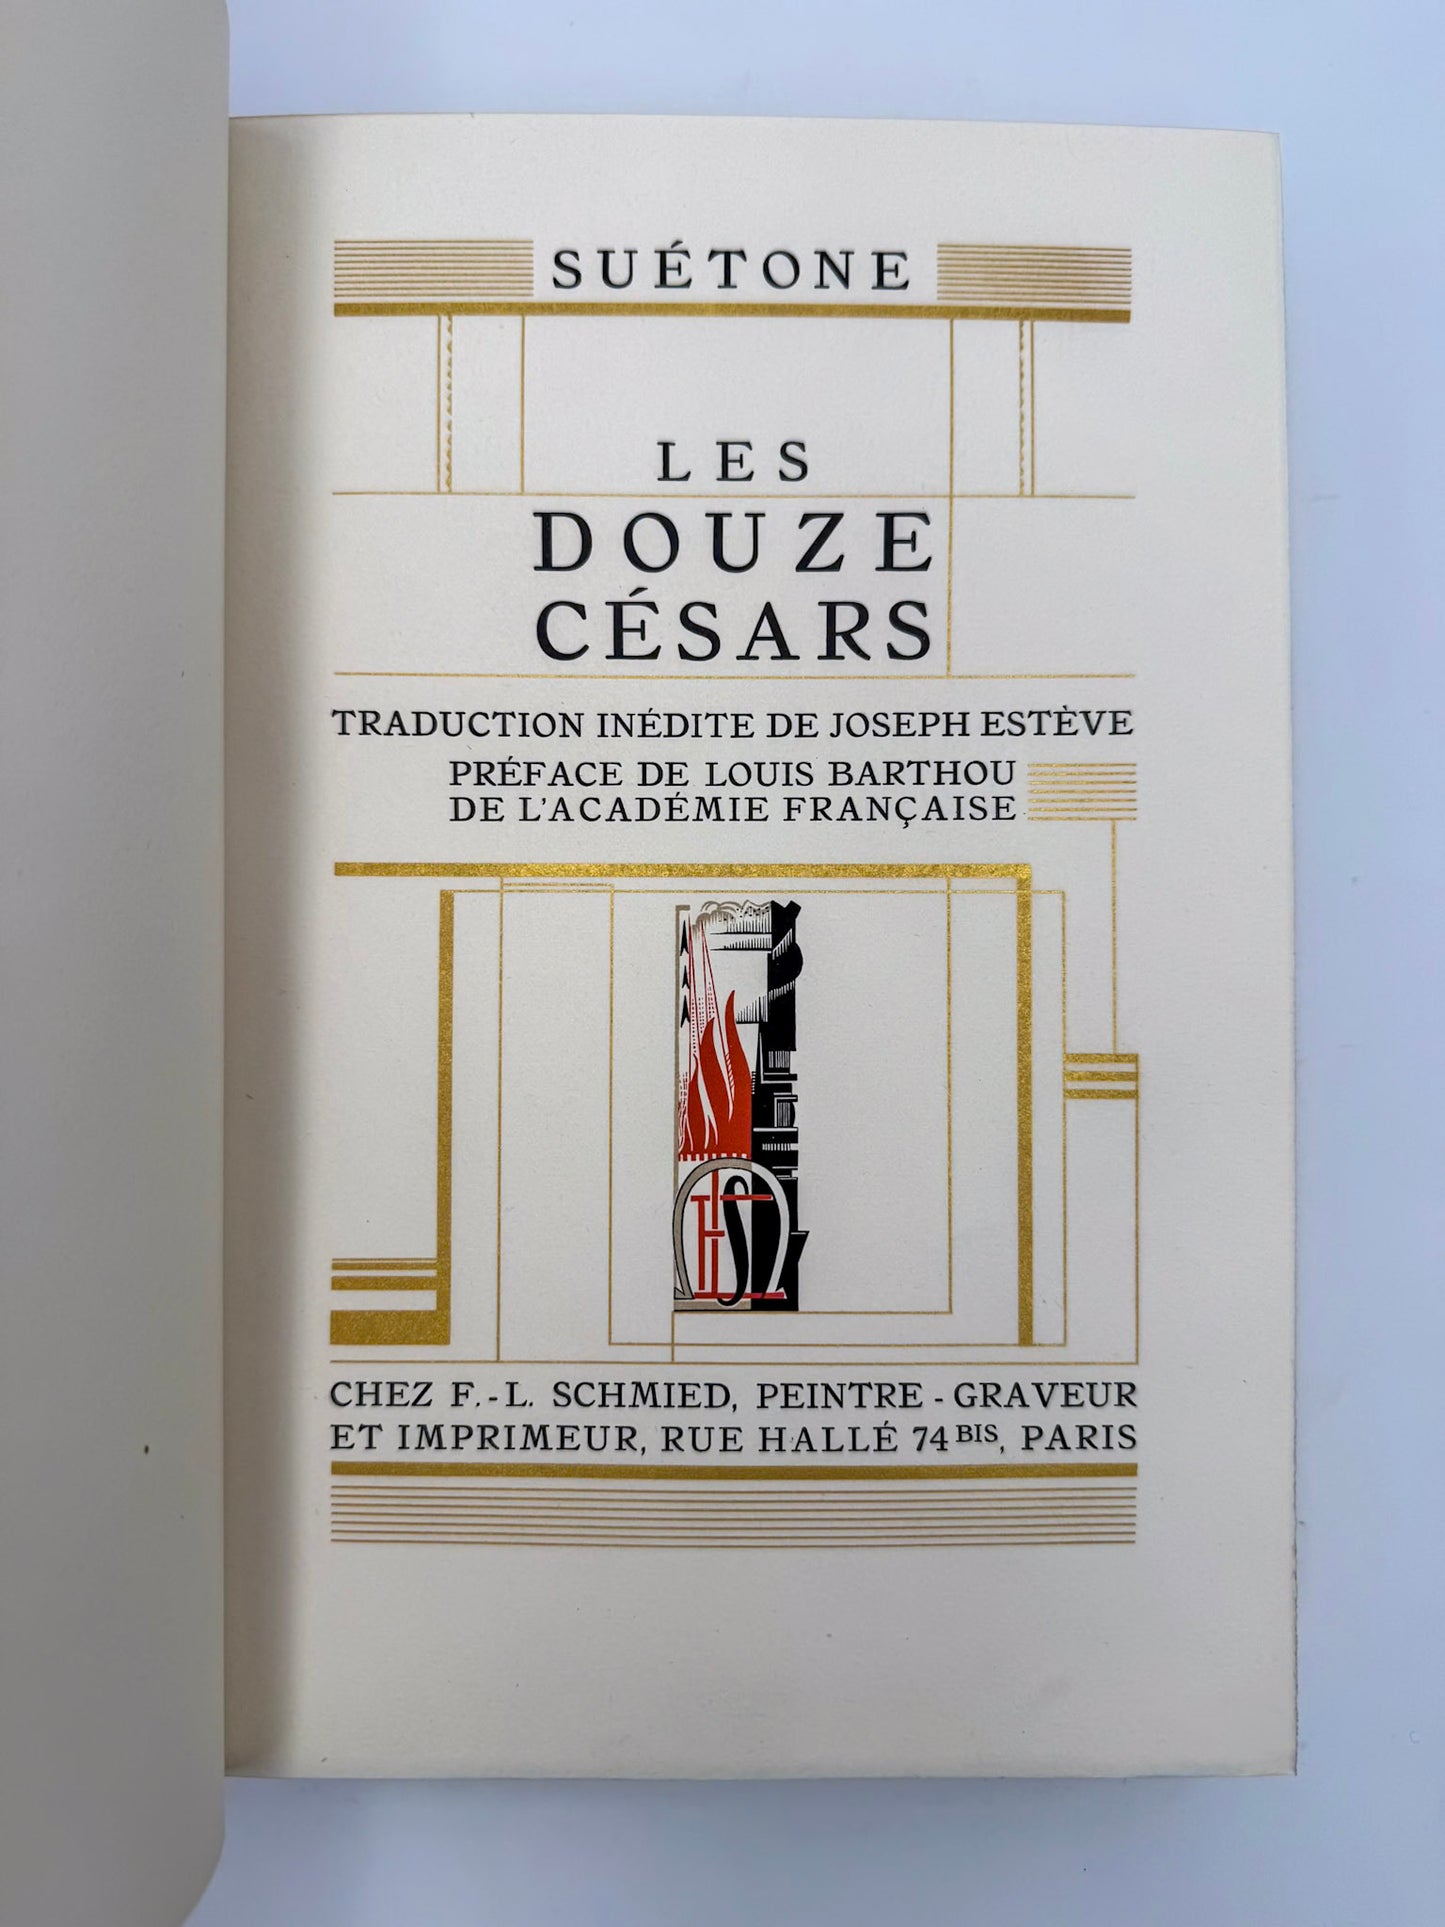 SUÉTONE
LES
DOUZE
CÉSARS
TRADUCTION INÉDITE DE JOSEPH ESTÈVE
PRÉFACE DE LOUIS BARTHOU
DE L'ACADÉMIE FRANÇAISE
CHEZ F.-L. SCHMIED, PEINTRE-GRAVEUR
ET IMPRIMEUR, RUE HALLÉ 74 BIS, PARIS